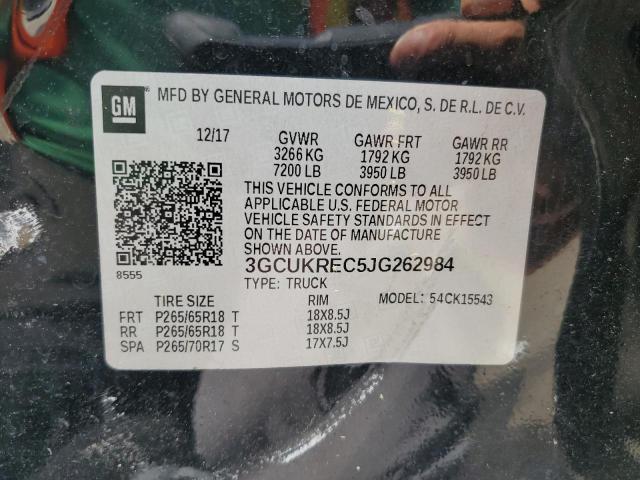 GM
MFD BY GENERAL MOTORS DE MEXICO, S. DE R.L. DE C.V.
12/17 GVWR GAWR FRT GAWR RR
3266 KG 1792 KG 1792 KG
7200 LB 3950 LB 3950 LB
THIS VEHICLE CONFORMS TO ALL
APPLICABLE U.S. FEDERAL MOTOR
VEHICLE SAFETY STANDARDS IN EFFECT
ON THE DATE OF MANUFACTURE
SHOWN ABOVE.
8555
3GCUKREC5JG262984
TYPE: TRUCK
TIRE SIZE RIM MODEL: 54CK15543
FRT P265/65R18 T 18X8.5J
RR P265/65R18 T 18X8.5J
SPA P265/70R17 S 17X7.5J